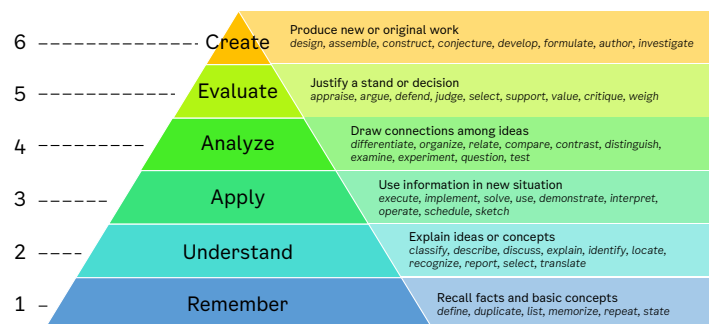 6
Create
Produce new or original work
design, assemble, construct, conjecture, develop, formulate, author, investigate
5
Evaluate
Justify a stand or decision
appraise, argue, defend, judge, select, support, value, critique, weigh
4
Analyze
Draw connections among ideas
differentiate, organize, relate, compare, contrast, distinguish,
examine, experiment, question, test
3
Apply
Use information in new situation
execute, implement, solve, use, demonstrate, interpret,
operate, schedule, sketch
2
Understand
Explain ideas or concepts
classify, describe, discuss, explain, identify, locate,
recognize, report, select, translate
1
Remember
Recall facts and basic concepts
define, duplicate, list, memorize, repeat, state